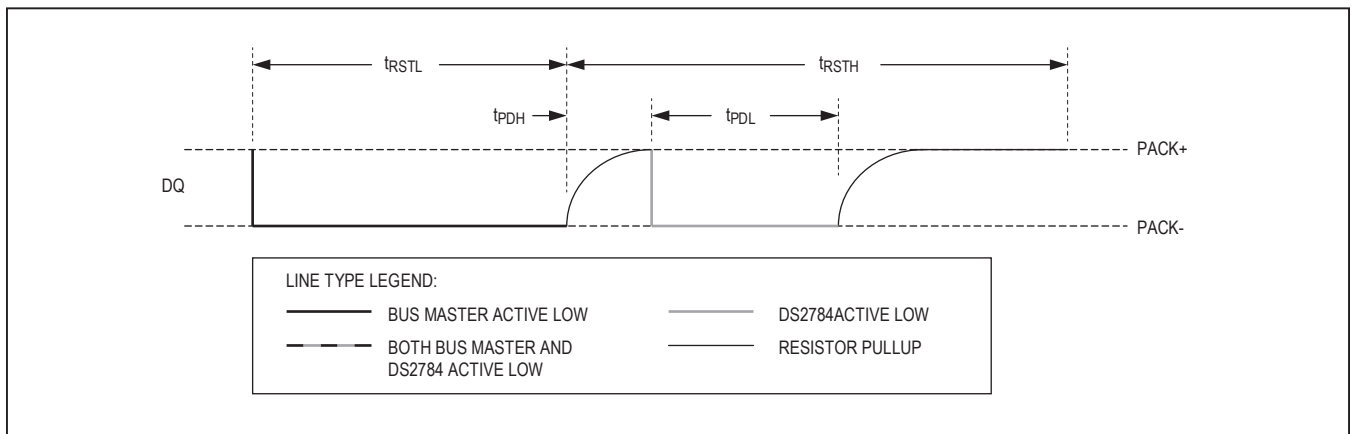 tRSTL
tRSTH
tPDH
tPDL
PACK+
DQ
PACK-
LINE TYPE LEGEND:
BUS MASTER ACTIVE LOW
DS2784ACTIVE LOW
BOTH BUS MASTER AND
DS2784 ACTIVE LOW
RESISTOR PULLUP